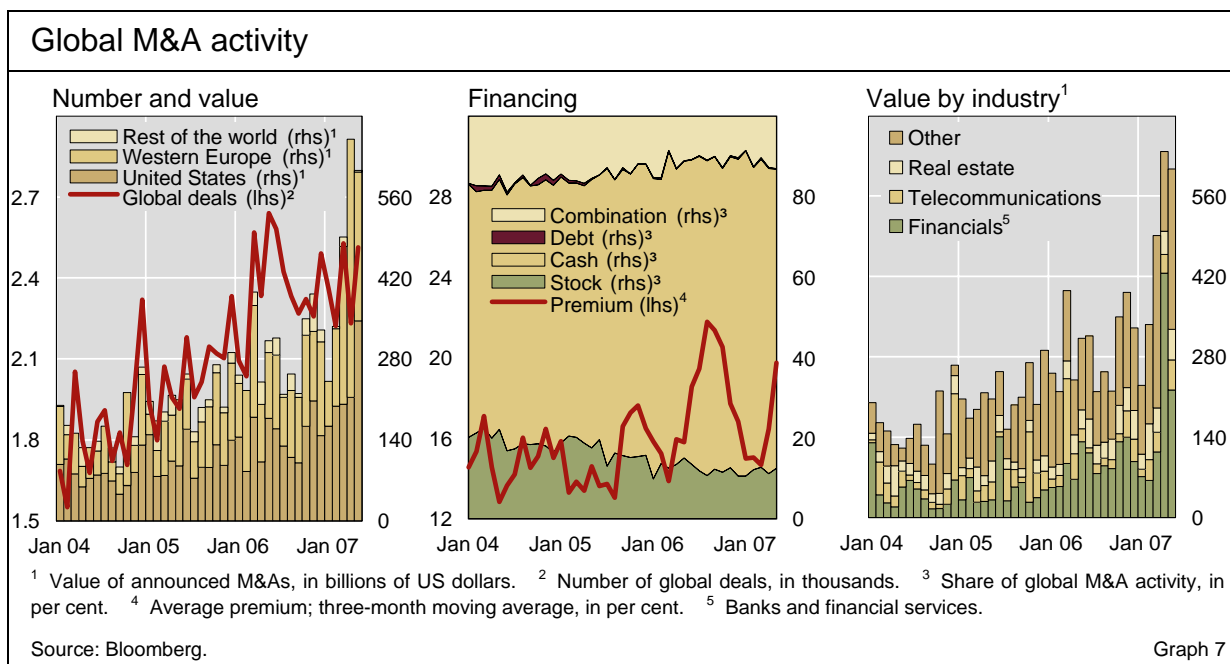 Global M&A activity
Number and value
Rest of the world (rhs)¹
Western Europe (rhs)¹
United States (rhs)¹
Global deals (lhs)²
2.7
2.4
2.1
1.8
1.5
560
420
280
140
0
Jan 04
Jan 05
Jan 06
Jan 07
Financing
Combination (rhs)³
Debt (rhs)³
Cash (rhs)³
Stock (rhs)³
Premium (lhs)⁴
28
24
20
16
12
80
60
40
20
0
Jan 04
Jan 05
Jan 06
Jan 07
Value by industry¹
Other
Real estate
Telecommunications
Financials⁵
560
420
280
140
0
Jan 04
Jan 05
Jan 06
Jan 07
¹ Value of announced M&As, in billions of US dollars. ² Number of global deals, in thousands. ³ Share of global M&A activity, in
per cent. ⁴ Average premium; three-month moving average, in per cent. ⁵ Banks and financial services.
Source: Bloomberg.
Graph 7